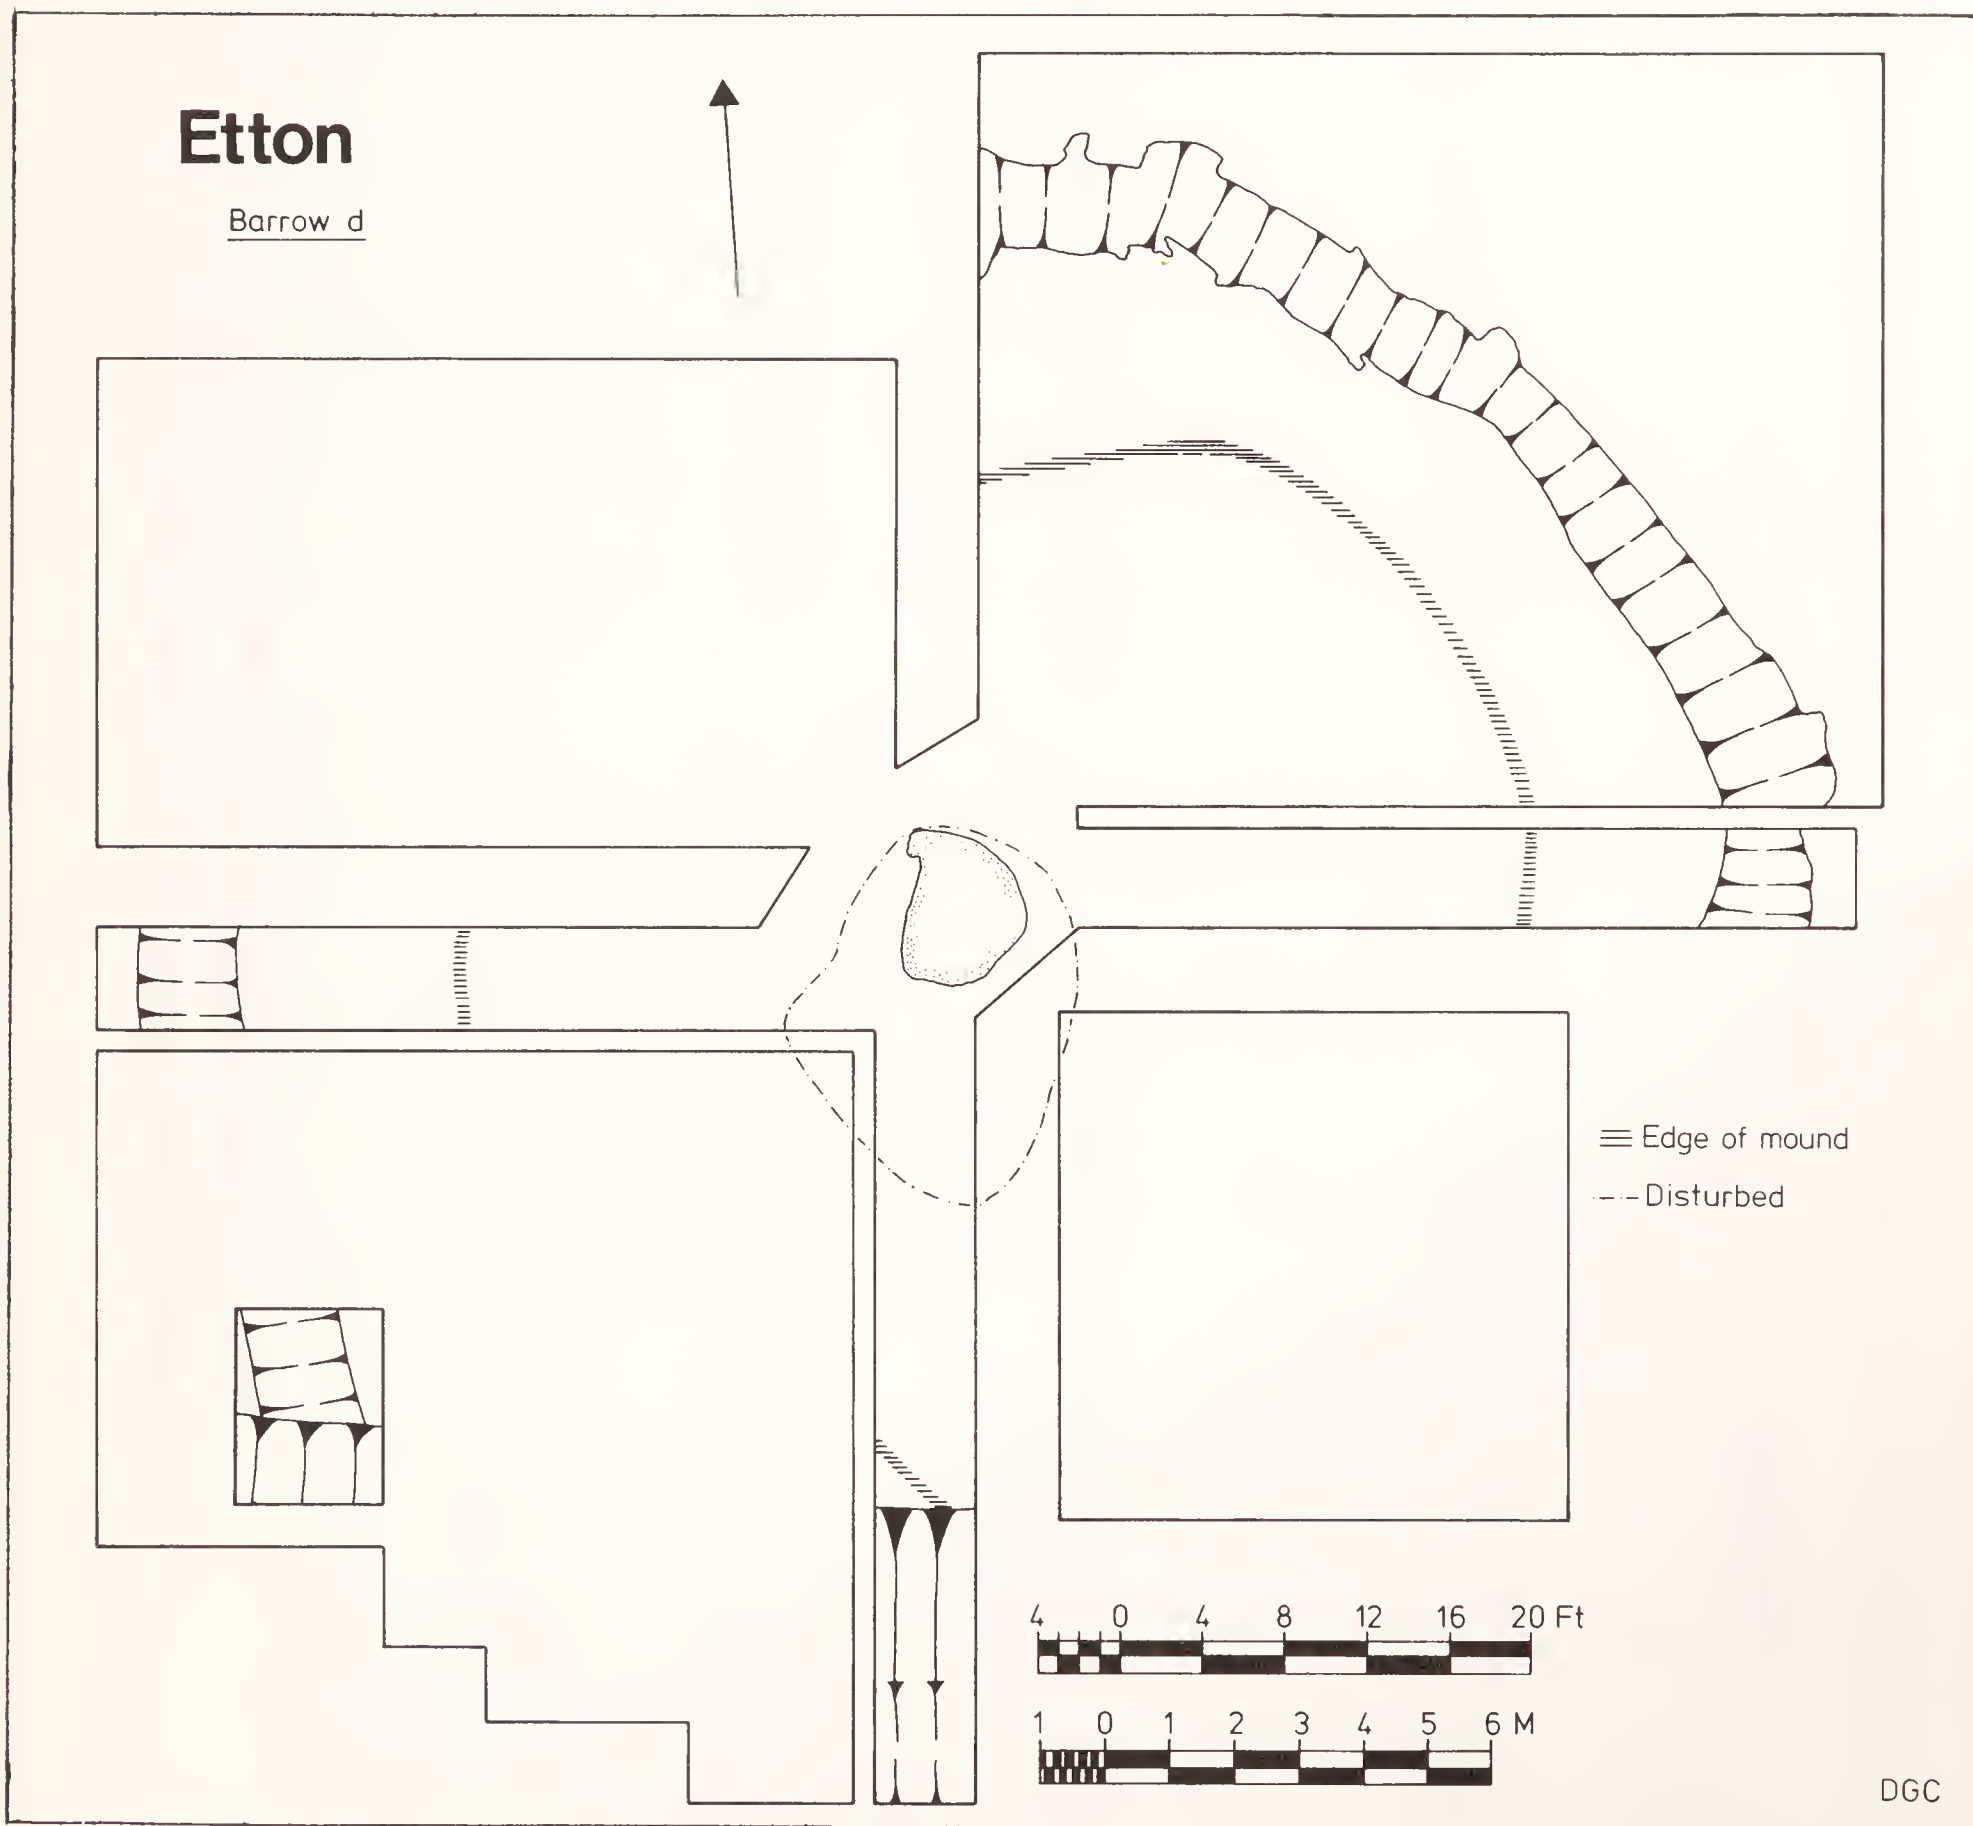 Etton
Barrow d
Edge of mound
Disturbed
4 0 4 8 12 16 20 Ft
1 0 1 2 3 4 5 6 M
DGC